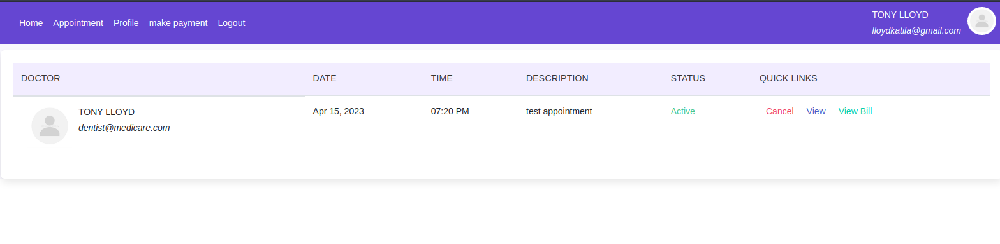 Home Appointment Profile make payment Logout
TONY LLOYD
lloydkatila@gmail.com
DOCTOR DATE TIME DESCRIPTION STATUS QUICK LINKS
TONY LLOYD Apr 15, 2023 07:20 PM test appointment Active Cancel View View Bill
dentist@medicare.com